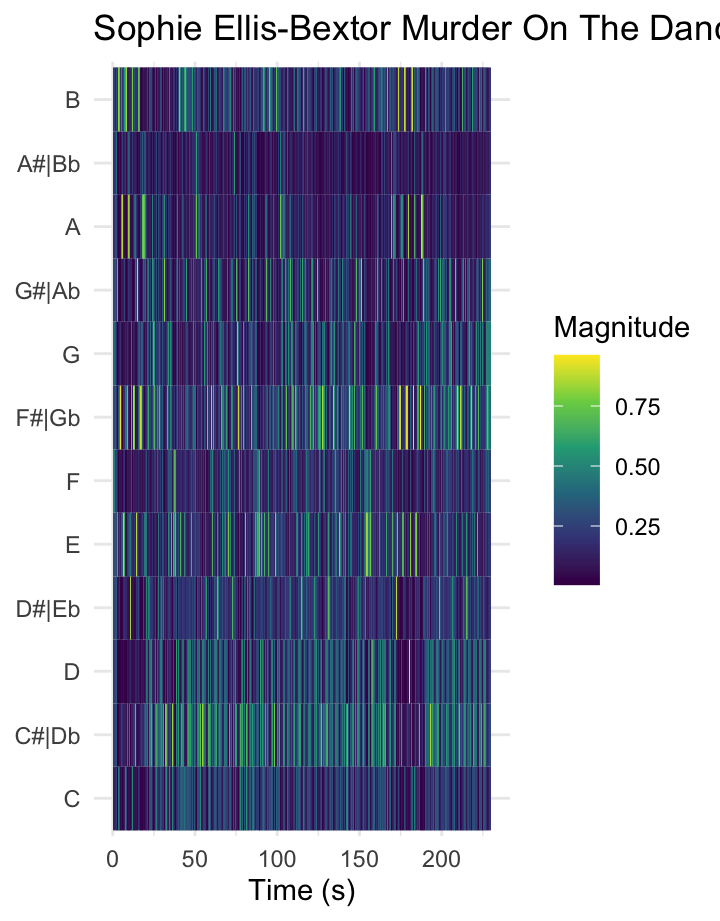 Sophie Ellis-Bextor Murder On The Danc
B
A#|Bb
A
G#|Ab
G
F#|Gb
F
E
D#|Eb
D
C#|Db
C
0 50 100 150 200
Time (s)
Magnitude
0.75
0.50
0.25